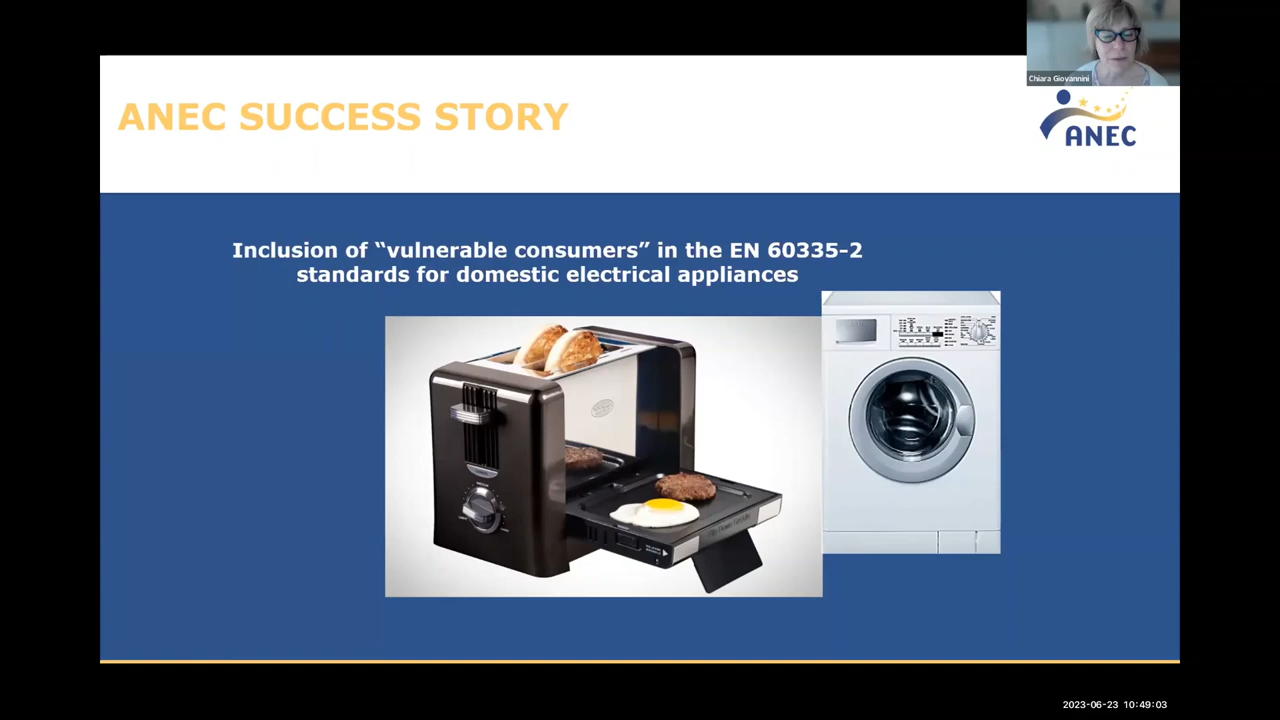 Chiara Giovannini
ANEC SUCCESS STORY
ANEC
Inclusion of “vulnerable consumers” in the EN 60335-2
standards for domestic electrical appliances
2023-06-23 10:49:03